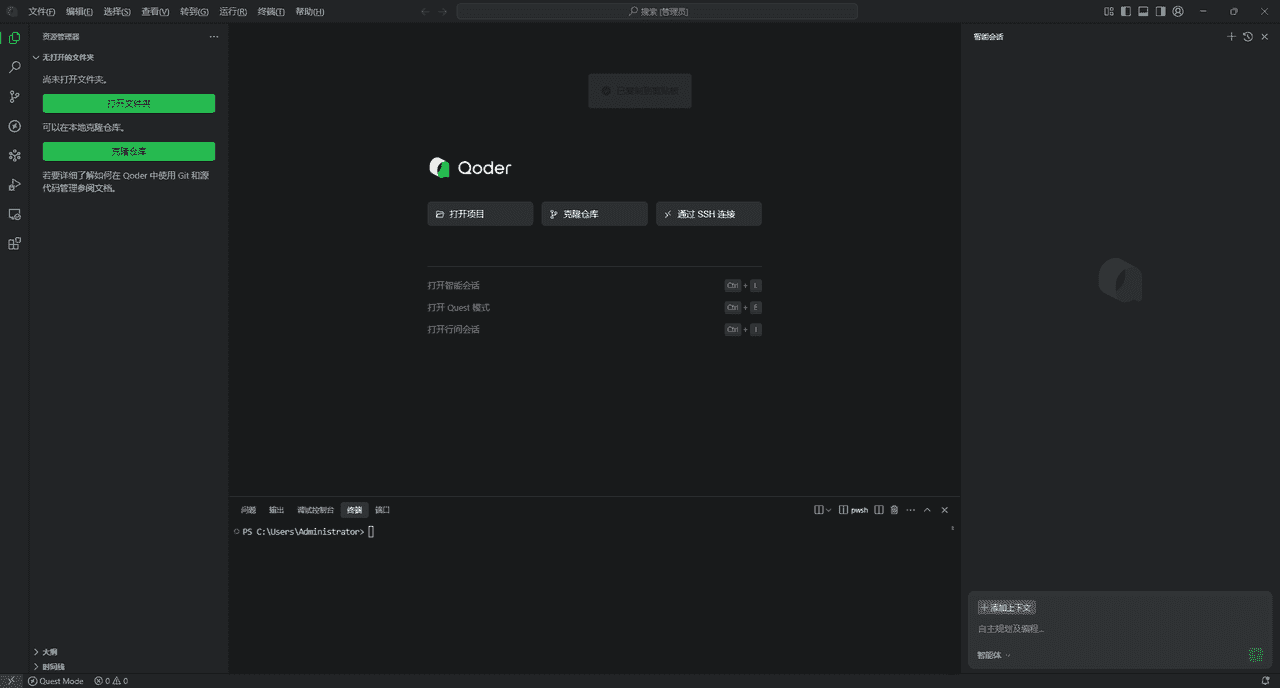 文件(F) 编辑(E) 选择(S) 查看(V) 转到(G) 运行(R) 终端(T) 帮助(H)
搜索 [管理员]
资源管理器
无打开的文件夹
尚未打开文件夹。
打开文件夹
可以在本地克隆仓库。
克隆仓库
若要详细了解如何在 Qoder 中使用 Git 和源
代码管理参阅文档。
大纲
时间线
Qoder
打开项目
克隆仓库
通过 SSH 连接
打开智能会话 Ctrl + L
打开 Quest 模式 Ctrl + E
打开行间会话 Ctrl + I
问题 输出 调试控制台 终端 端口
pwsh
PS C:\Users\Administrator>
智能会话
添加上下文
自主规划及编程...
智能体
Quest Mode 0 0